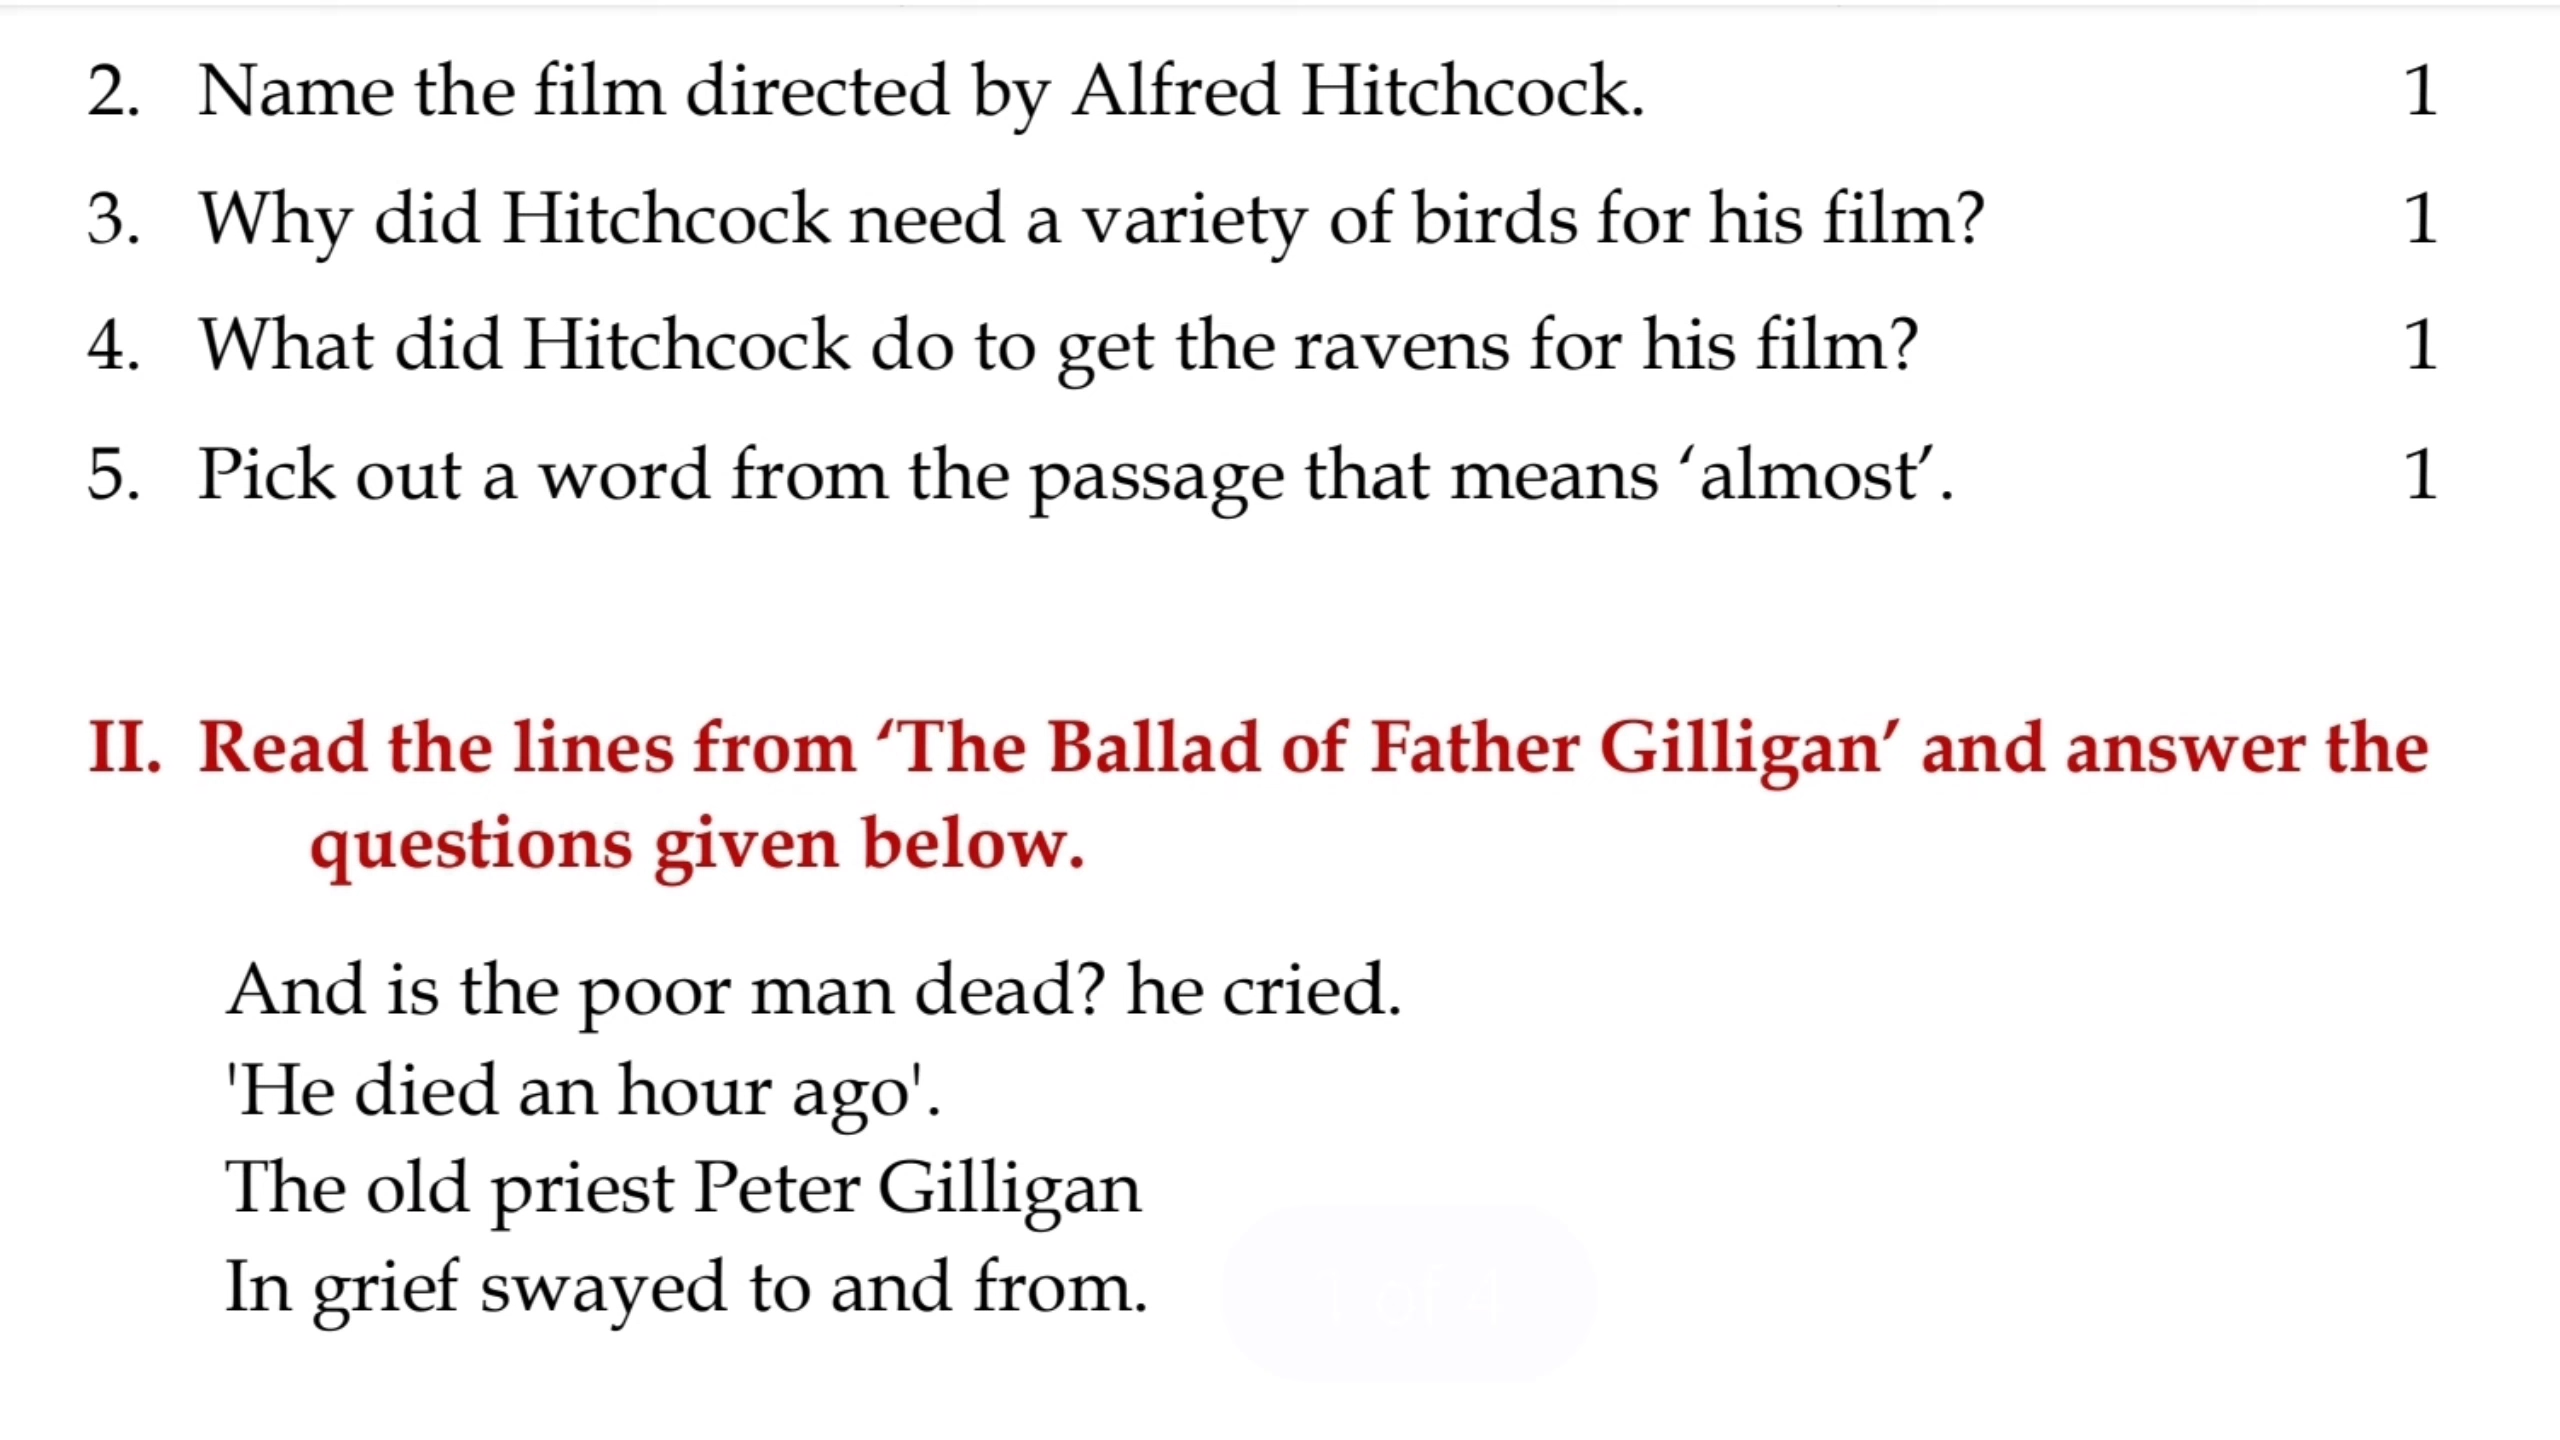 2. Name the film directed by Alfred Hitchcock. 1
3. Why did Hitchcock need a variety of birds for his film? 1
4. What did Hitchcock do to get the ravens for his film? 1
5. Pick out a word from the passage that means ‘almost’. 1
II. Read the lines from ‘The Ballad of Father Gilligan’ and answer the
questions given below.
And is the poor man dead? he cried.
'He died an hour ago'.
The old priest Peter Gilligan
In grief swayed to and from.
of 4